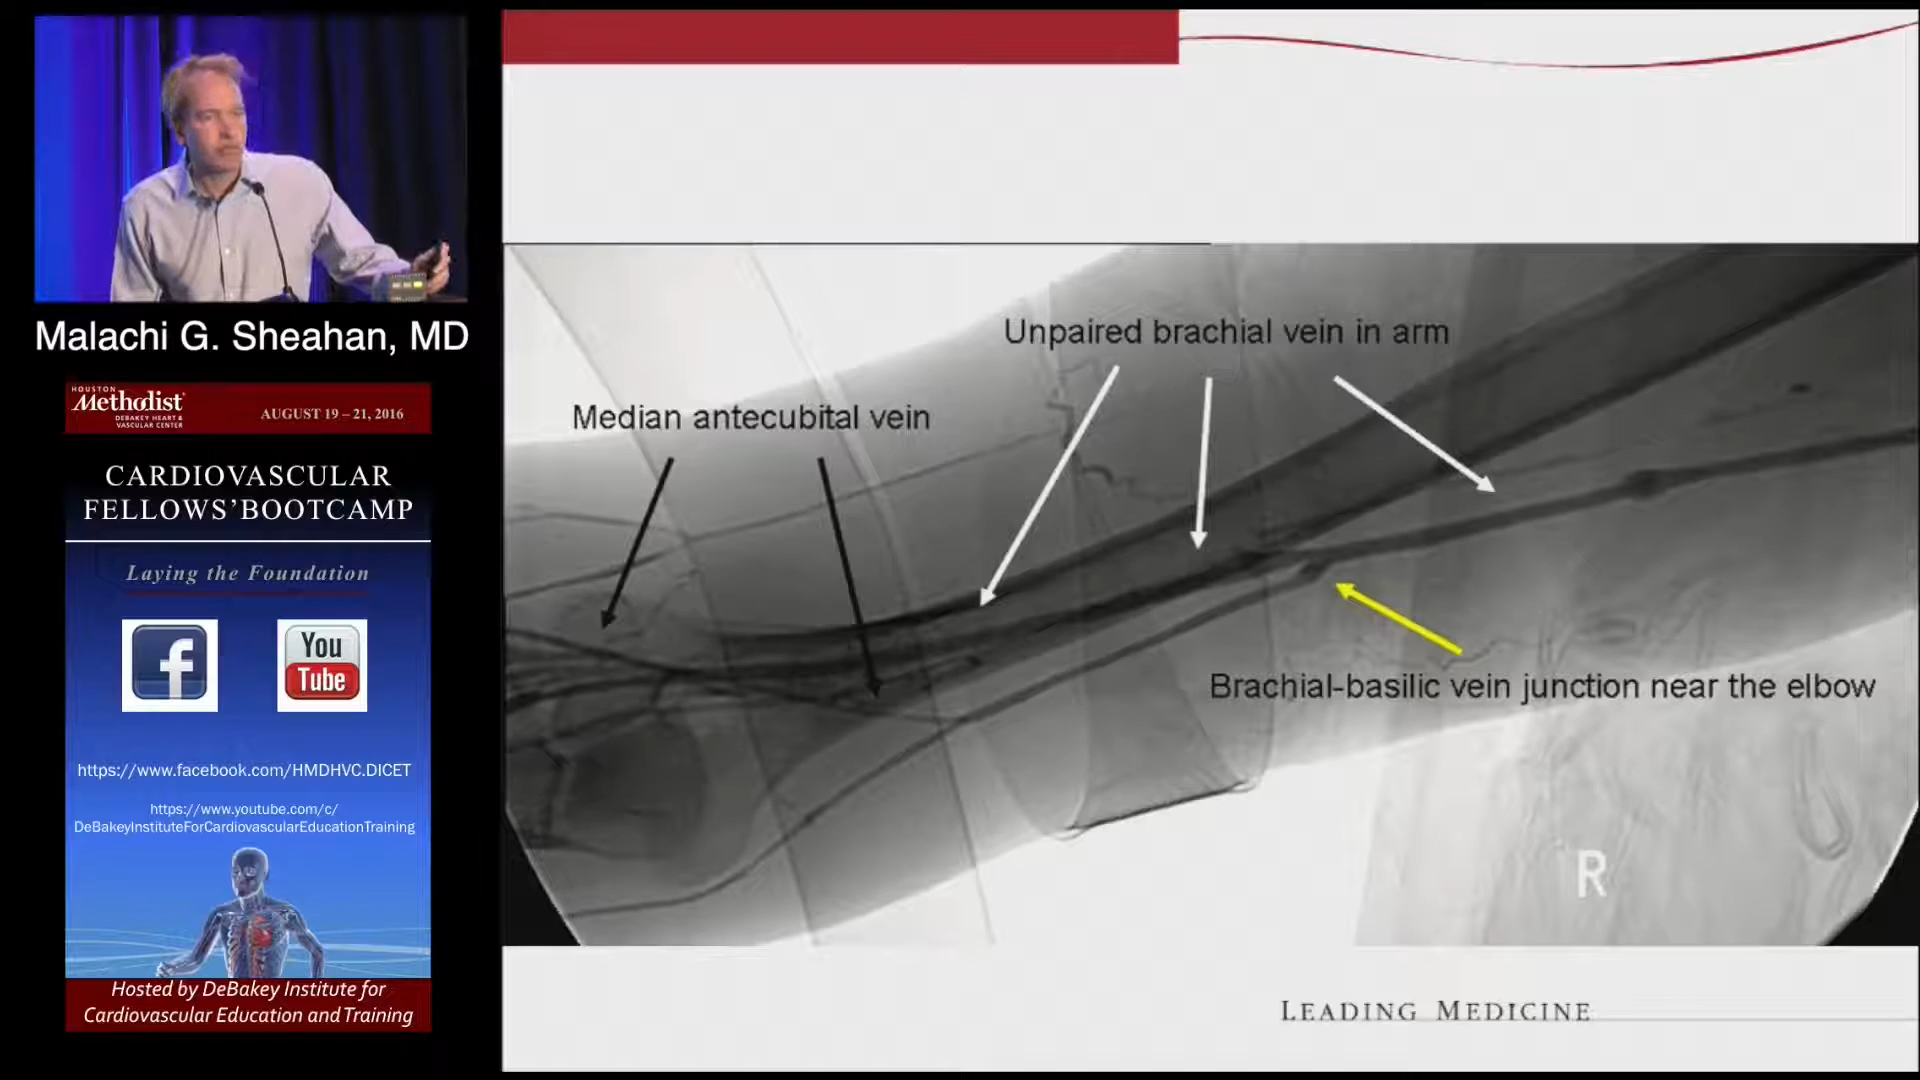 Malachi G. Sheahan, MD
HOUSTON
Methodist
DEBAKEY HEART &
VASCULAR CENTER
AUGUST 19 – 21, 2016
CARDIOVASCULAR
FELLOWS'BOOTCAMP
Laying the Foundation
f
You
Tube
https://www.facebook.com/HMDHVC.DICET
https://www.youtube.com/c/
DeBakeyInstituteForCardiovascularEducationTraining
Hosted by DeBakey Institute for
Cardiovascular Education and Training
Unpaired brachial vein in arm
Median antecubital vein
Brachial-basilic vein junction near the elbow
R
LEADING MEDICINE